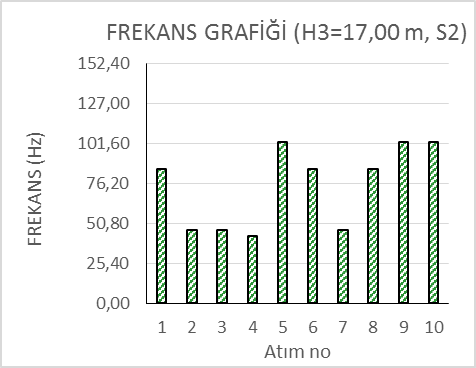 FREKANS GRAFİĞİ (H3=17,00 m, S2)
152,40
127,00
101,60
76,20
50,80
25,40
0,00
FREKANS (Hz)
1 2 3 4 5 6 7 8 9 10
Atım no